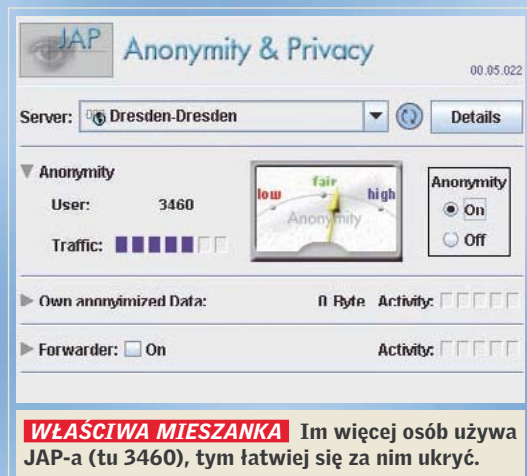 JAP Anonymity & Privacy
00.05.022
Server: Dresden-Dresden Details
Anonymity
User: 3460
Traffic:
low fair high
Anonymity
Anonymity
On
Off
Own anonyimized Data: 0 Byte Activity:
Forwarder: On Activity:
WŁAŚCIWA MIESZANKA Im więcej osób używa
JAP-a (tu 3460), tym łatwiej się za nim ukryć.